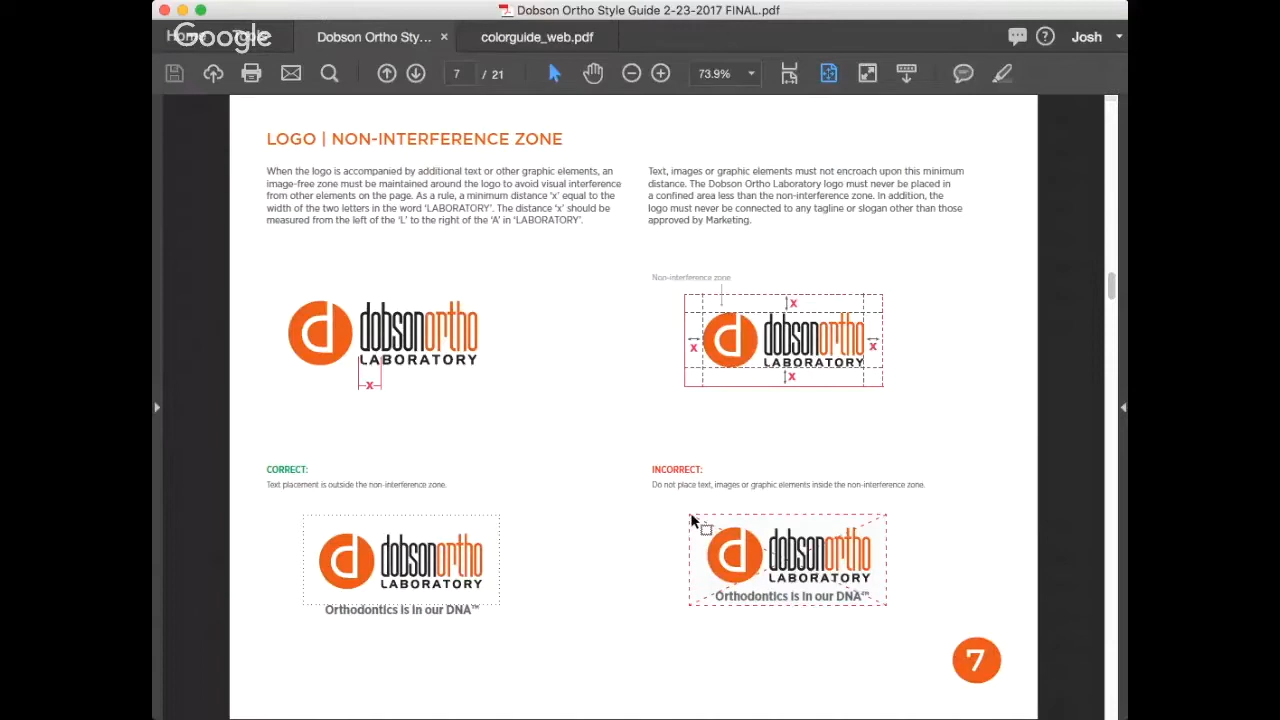 Dobson Ortho Style Guide 2-23-2017 FINAL.pdf
Google
Dobson Ortho Sty... × colorguide_web.pdf
Josh
7 / 21 73.9%
LOGO | NON-INTERFERENCE ZONE
When the logo is accompanied by additional text or other graphic elements, an
image-free zone must be maintained around the logo to avoid visual interference
from other elements on the page. As a rule, a minimum distance ‘x’ equal to the
width of the two letters in the word ‘LABORATORY’. The distance ‘x’ should be
measured from the left of the ‘L’ to the right of the ‘A’ in ‘LABORATORY’.
Text, images or graphic elements must not encroach upon this minimum
distance. The Dobson Ortho Laboratory logo must never be placed in
a confined area less than the non-interference zone. In addition, the
logo must never be connected to any tagline or slogan other than those
approved by Marketing.
d dobsonortho
LABORATORY
x
Non-interference zone
x
d dobsonortho
LABORATORY
x x
x
CORRECT:
Text placement is outside the non-interference zone.
d dobsonortho
LABORATORY
Orthodontics is in our DNA™
INCORRECT:
Do not place text, images or graphic elements inside the non-interference zone.
d dobsonortho
LABORATORY
Orthodontics is in our DNA™
7